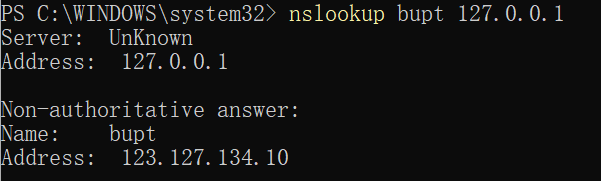 PS C:\WINDOWS\system32> nslookup bupt 127.0.0.1
Server:  UnKnown
Address:  127.0.0.1

Non-authoritative answer:
Name:    bupt
Address:  123.127.134.10